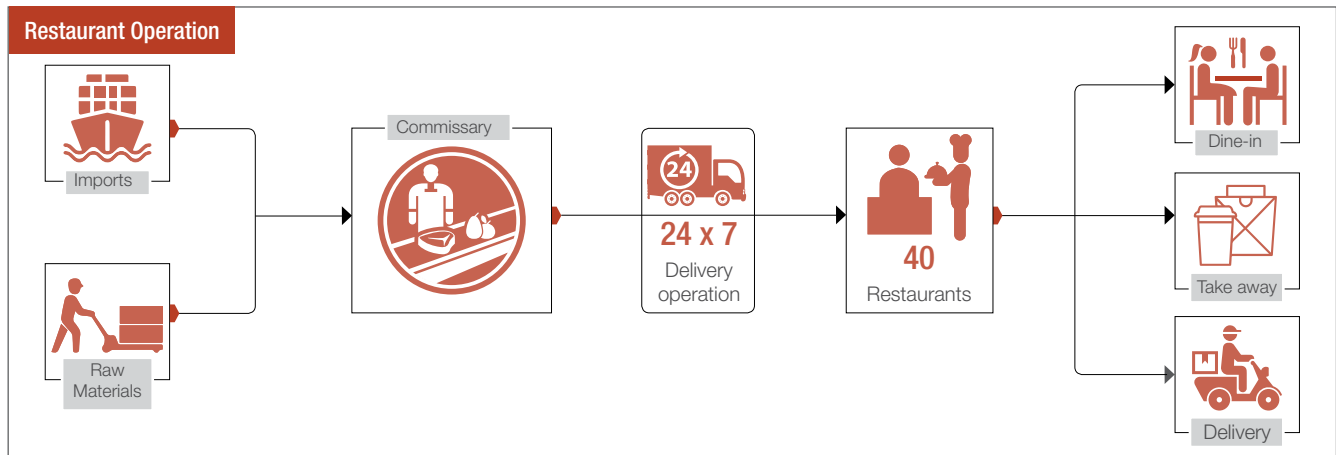 Restaurant Operation
Imports
Raw
Materials
Commissary
24
24 x 7
Delivery
operation
40
Restaurants
Dine-in
Take away
Delivery